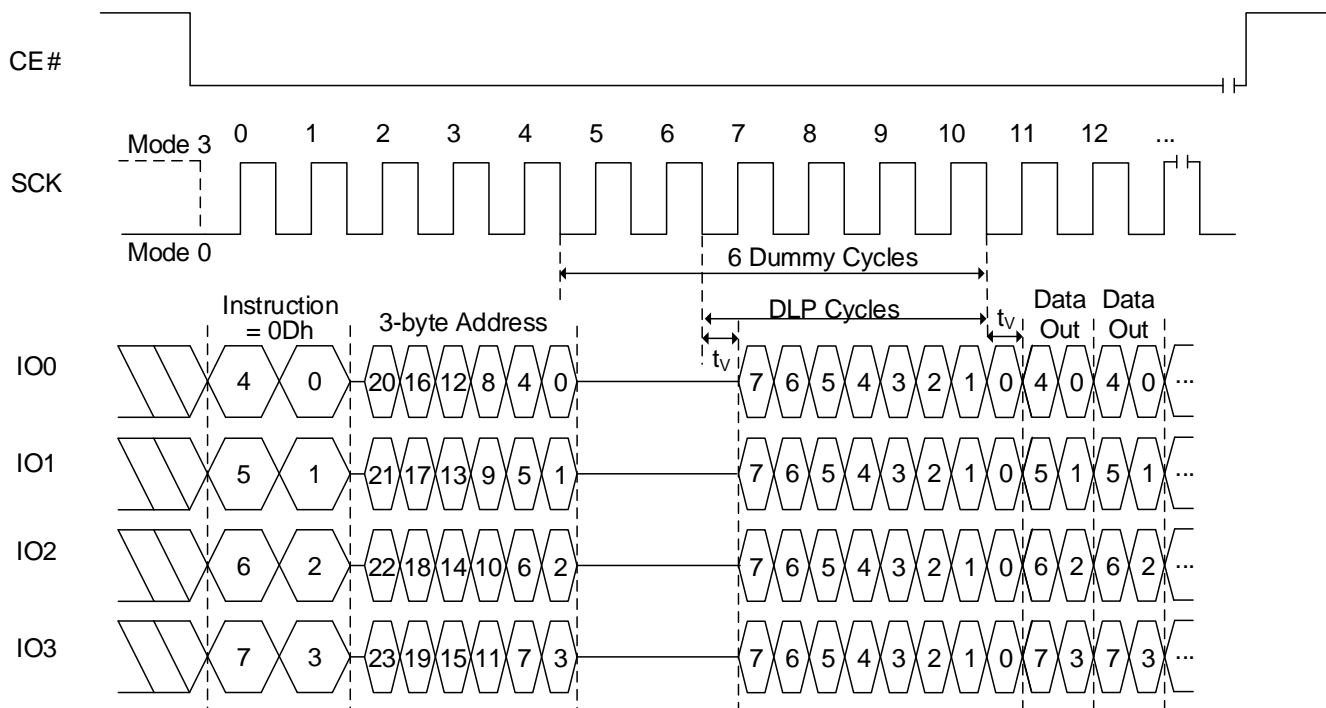 CE#
0 1 2 3 4 5 6 7 8 9 10 11 12 ...
Mode 3
SCK
Mode 0
6 Dummy Cycles
Instruction
= 0Dh
3-byte Address
DLP Cycles
tV
tV
Data
Out
Data
Out
IO0
4 0 20 16 12 8 4 0 7 6 5 4 3 2 1 0 4 0 4 0 ...
IO1
5 1 21 17 13 9 5 1 7 6 5 4 3 2 1 0 5 1 5 1 ...
IO2
6 2 22 18 14 10 6 2 7 6 5 4 3 2 1 0 6 2 6 2 ...
IO3
7 3 23 19 15 11 7 3 7 6 5 4 3 2 1 0 7 3 7 3 ...